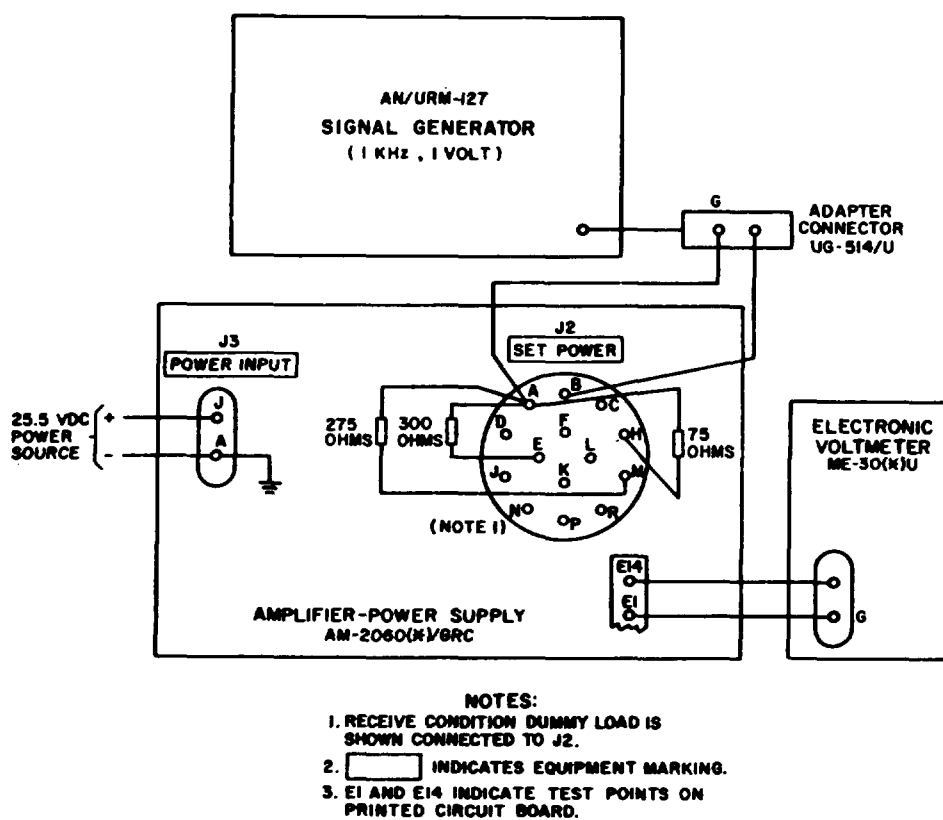 AN/URM-127
SIGNAL GENERATOR
(1 KHz, 1 VOLT)
G
ADAPTER
CONNECTOR
UG-514/U
J3
POWER INPUT
J2
SET POWER
25.5 VDC
POWER
SOURCE
+
-
J
A
275
OHMS
300
OHMS
75
OHMS
A
B
C
D
F
H
E
L
J
K
M
N
P
R
(NOTE 1)
ELECTRONIC
VOLTMETER
ME-30(*)U
E14
E1
G
AMPLIFIER-POWER SUPPLY
AM-2060(*)/GRC
NOTES:
1. RECEIVE CONDITION DUMMY LOAD IS
SHOWN CONNECTED TO J2.
2. INDICATES EQUIPMENT MARKING.
3. E1 AND E14 INDICATE TEST POINTS ON
PRINTED CIRCUIT BOARD.